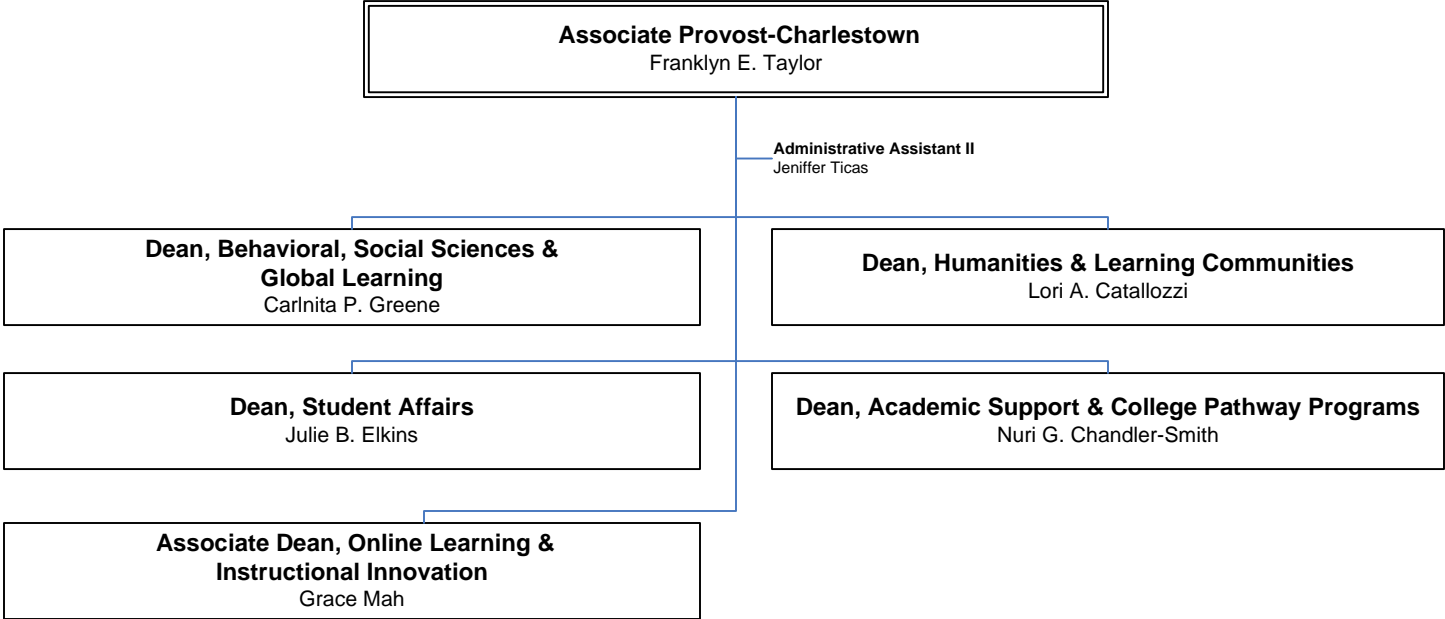 Associate Provost-Charlestown
Franklyn E. Taylor
Administrative Assistant II
Jeniffer Ticas
Dean, Behavioral, Social Sciences &
Global Learning
Carlnita P. Greene
Dean, Humanities & Learning Communities
Lori A. Catallozzi
Dean, Student Affairs
Julie B. Elkins
Dean, Academic Support & College Pathway Programs
Nuri G. Chandler-Smith
Associate Dean, Online Learning &
Instructional Innovation
Grace Mah